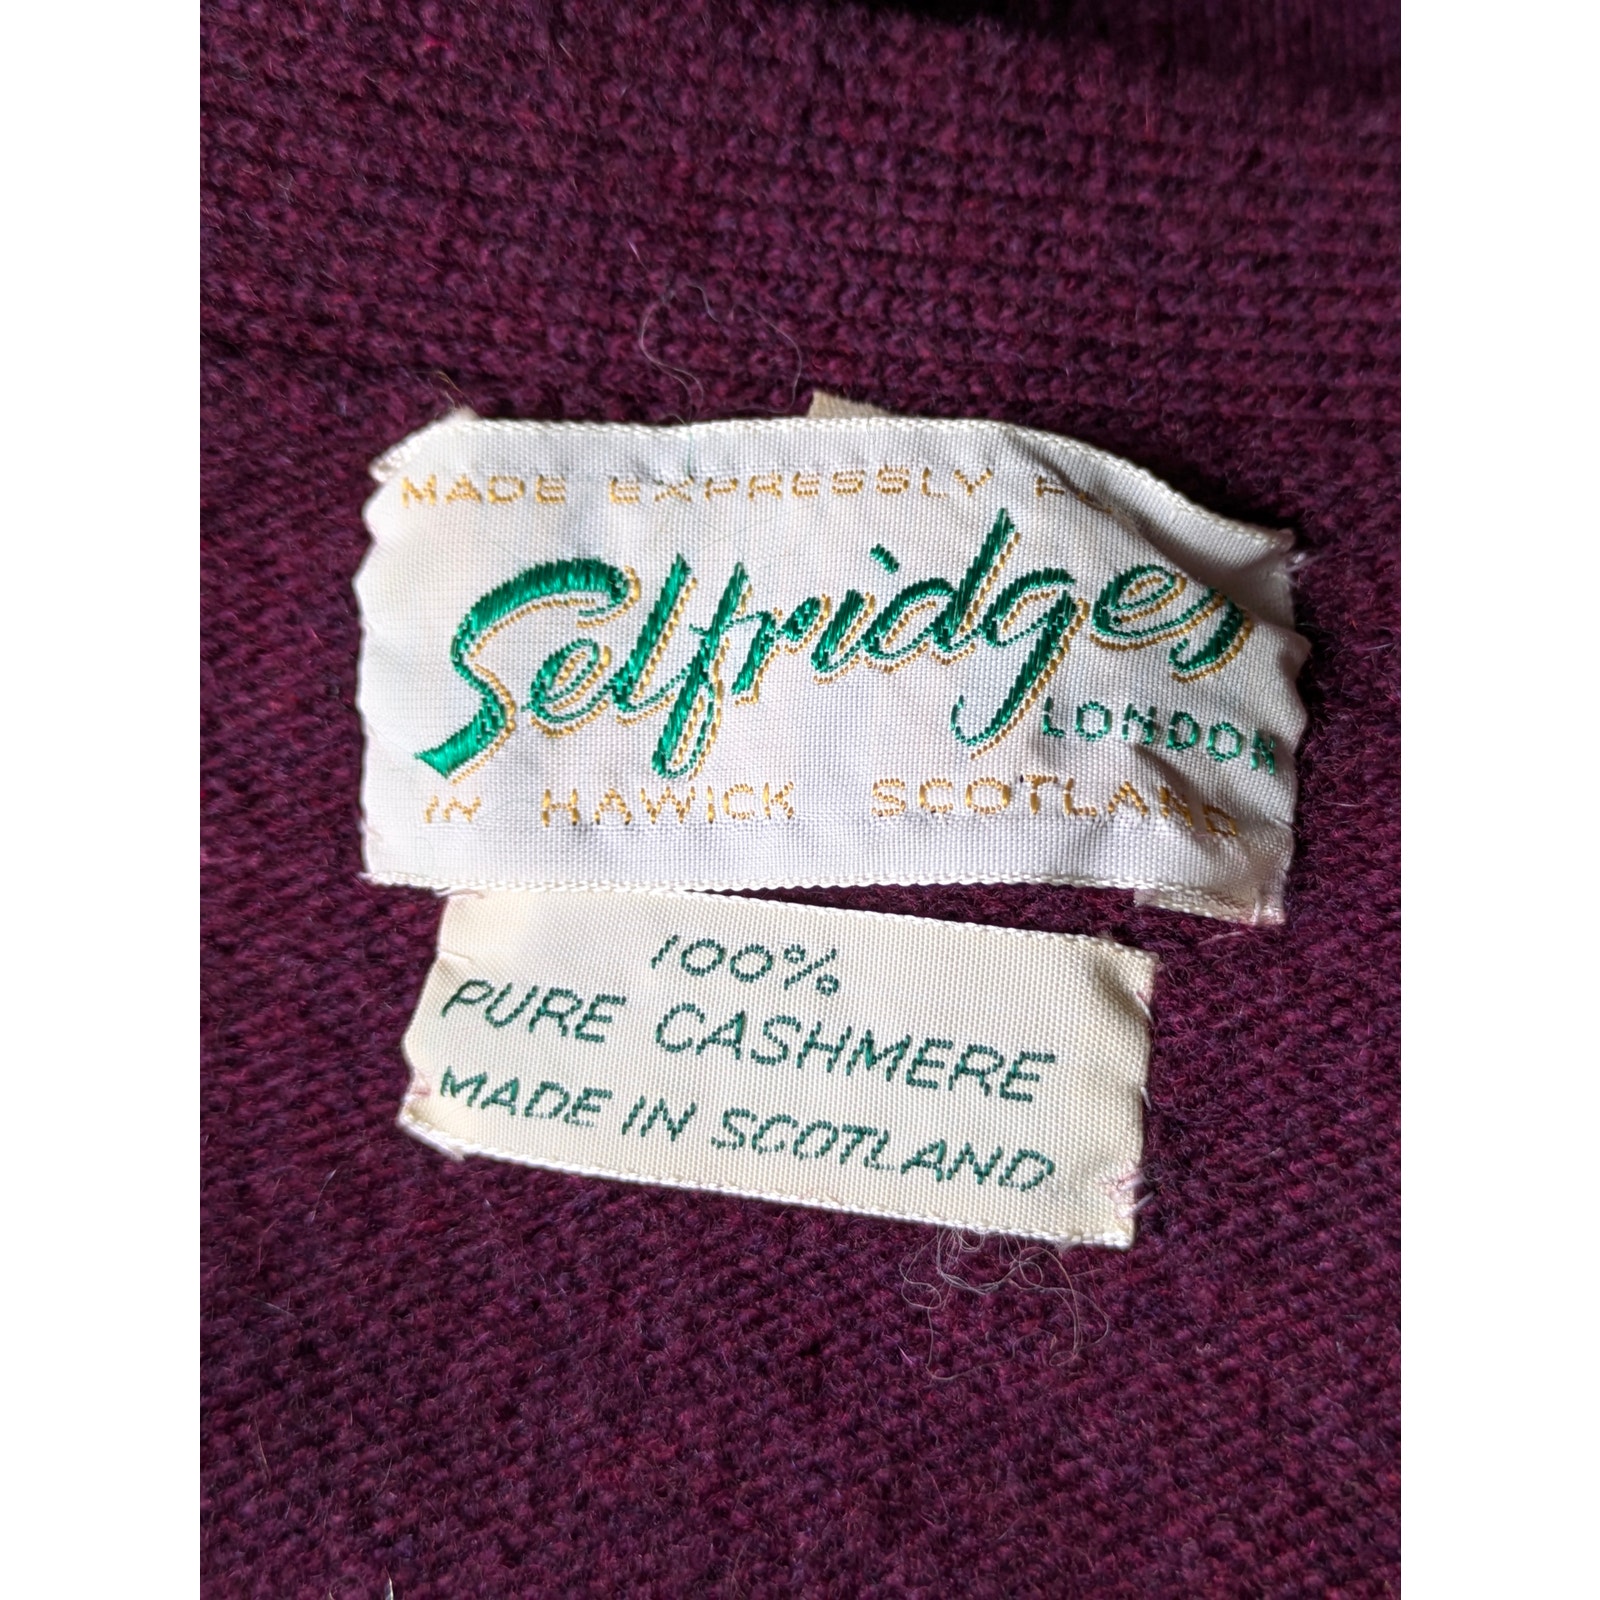 MADE EXPRESSLY
Selfridges
LONDON
IN HAWICK SCOTLAND
100%
PURE CASHMERE
MADE IN SCOTLAND